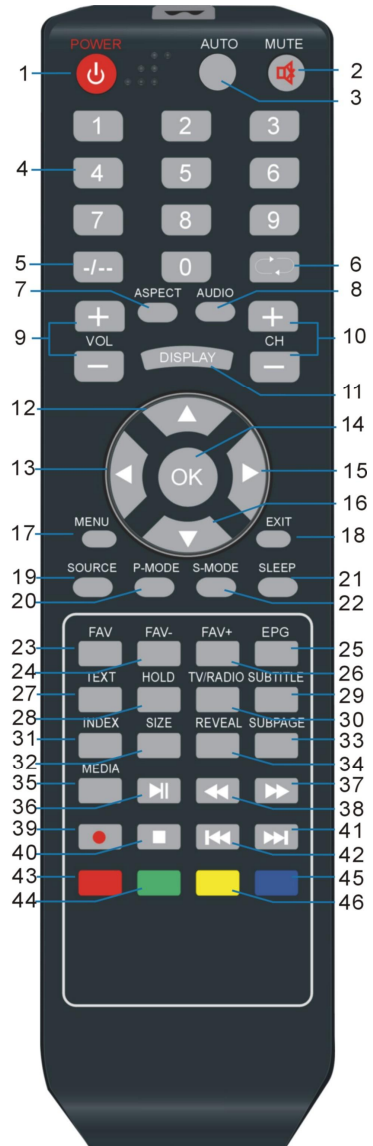 POWER AUTO MUTE
1 2
3
1 2 3
4 4 5 6
7 8 9
5 -/-- 0 6
7 ASPECT AUDIO 8
9 + + 10
VOL CH
− DISPLAY −
11
12 14
13 OK 15
16
17 MENU EXIT 18
19 SOURCE P-MODE S-MODE SLEEP 21
20 22
23 FAV FAV- FAV+ EPG 25
24 26
27 TEXT HOLD TV/RADIO SUBTITLE 29
28 30
31 INDEX SIZE REVEAL SUBPAGE 33
32 34
35 MEDIA 37
36 38
39 41
40 42
43 45
44 46